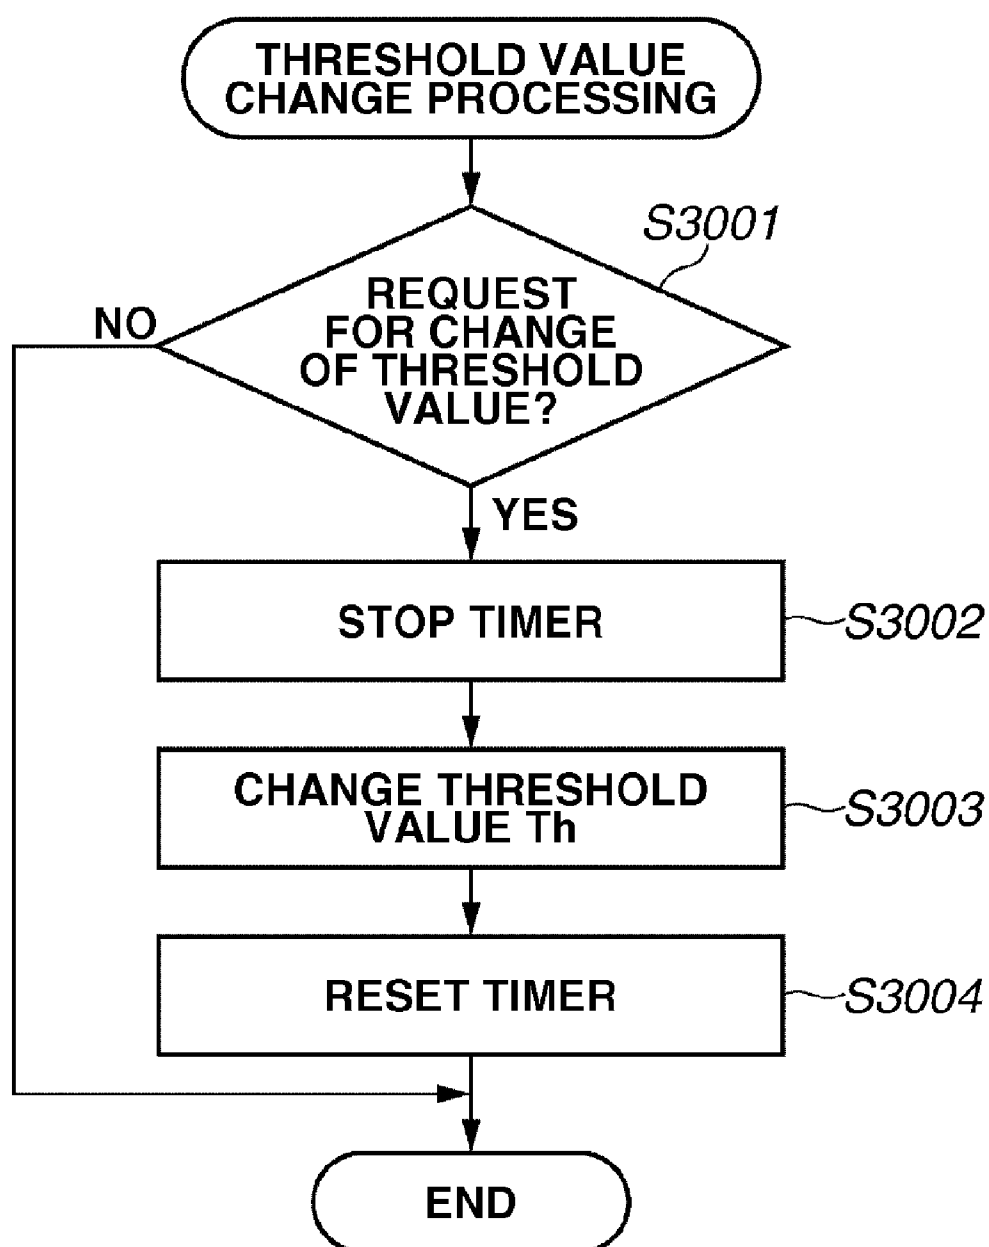 THRESHOLD VALUE
CHANGE PROCESSING
S3001
REQUEST
FOR CHANGE
OF THRESHOLD
VALUE?
NO
YES
STOP TIMER
S3002
CHANGE THRESHOLD
VALUE Th
S3003
RESET TIMER
S3004
END